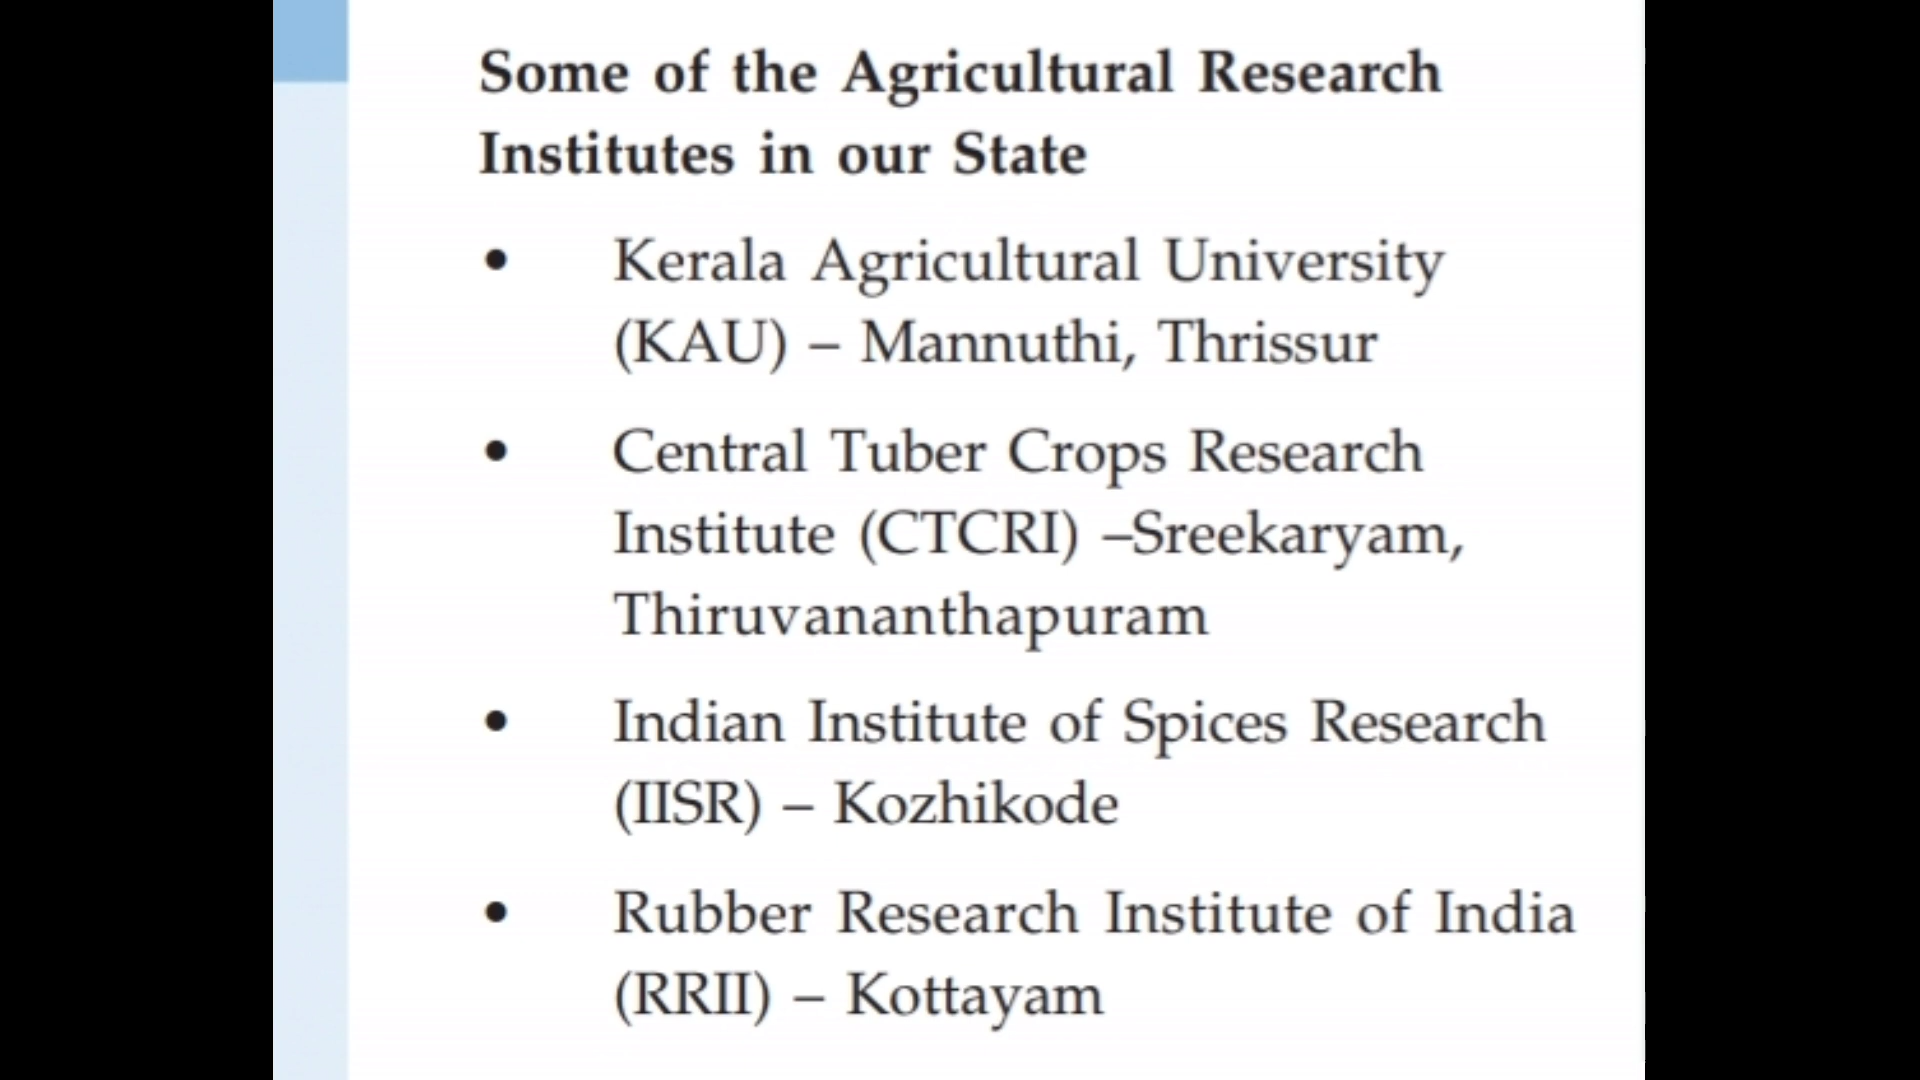 Some of the Agricultural Research
Institutes in our State
• Kerala Agricultural University
(KAU) – Mannuthi, Thrissur
• Central Tuber Crops Research
Institute (CTCRI) –Sreekaryam,
Thiruvananthapuram
• Indian Institute of Spices Research
(IISR) – Kozhikode
• Rubber Research Institute of India
(RRII) – Kottayam